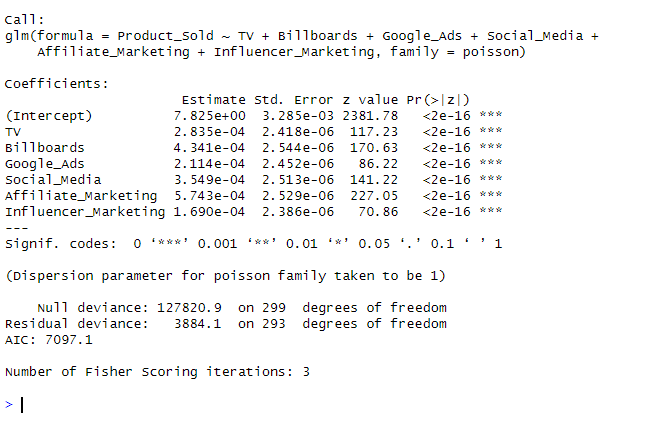 Call:
glm(formula = Product_Sold ~ TV + Billboards + Google_Ads + Social_Media +
    Affiliate_Marketing + Influencer_Marketing, family = poisson)
Coefficients:
                      Estimate Std. Error z value Pr(>|z|)
(Intercept)          7.825e+00  3.285e-03 2381.78   <2e-16 ***
TV                   2.835e-04  2.418e-06  117.23   <2e-16 ***
Billboards           4.341e-04  2.544e-06  170.63   <2e-16 ***
Google_Ads           2.114e-04  2.452e-06   86.22   <2e-16 ***
Social_Media         3.549e-04  2.513e-06  141.22   <2e-16 ***
Affiliate_Marketing  5.743e-04  2.529e-06  227.05   <2e-16 ***
Influencer_Marketing 1.690e-04  2.386e-06   70.86   <2e-16 ***
---
Signif. codes:  0 ‘***’ 0.001 ‘**’ 0.01 ‘*’ 0.05 ‘.’ 0.1 ‘ ’ 1
(Dispersion parameter for poisson family taken to be 1)
    Null deviance: 127820.9  on 299  degrees of freedom
Residual deviance:   3884.1  on 293  degrees of freedom
AIC: 7097.1
Number of Fisher Scoring iterations: 3
>